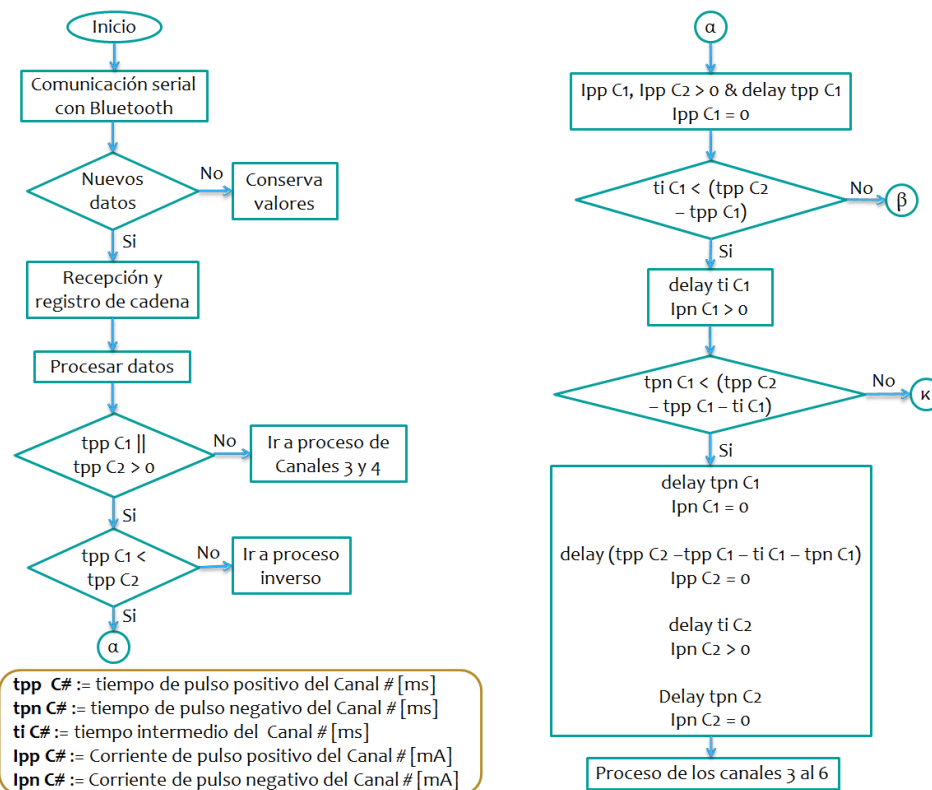 Inicio
Comunicación serial
con Bluetooth
Nuevos
datos
No
Conserva
valores
Si
Recepción y
registro de cadena
Procesar datos
tpp C1 ||
tpp C2 > 0
No
Ir a proceso de
Canales 3 y 4
Si
tpp C1 <
tpp C2
No
Ir a proceso
inverso
Si
α
tpp C# := tiempo de pulso positivo del Canal # [ms]
tpn C# := tiempo de pulso negativo del Canal # [ms]
ti C# := tiempo intermedio del Canal # [ms]
Ipp C# := Corriente de pulso positivo del Canal # [mA]
Ipn C# := Corriente de pulso negativo del Canal # [mA]
α
Ipp C1, Ipp C2 > 0 & delay tpp C1
Ipp C1 = 0
ti C1 < (tpp C2
– tpp C1)
No
β
Si
delay ti C1
Ipn C1 > 0
tpn C1 < (tpp C2
– tpp C1 – ti C1)
No
κ
Si
delay tpn C1
Ipn C1 = 0
delay (tpp C2 –tpp C1 – ti C1 – tpn C1)
Ipp C2 = 0
delay ti C2
Ipn C2 > 0
Delay tpn C2
Ipn C2 = 0
Proceso de los canales 3 al 6